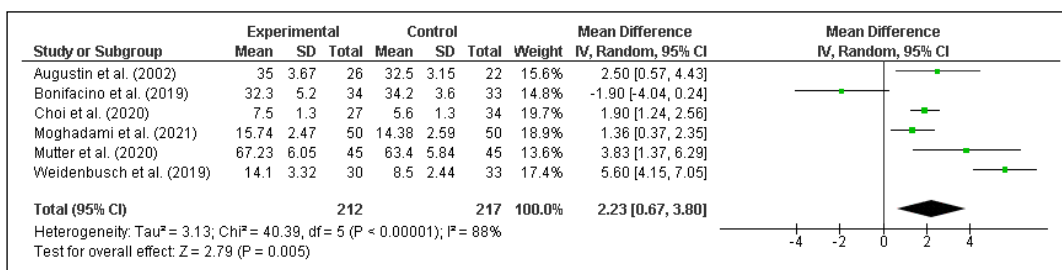 Experimental Control Mean Difference Mean Difference
Study or Subgroup Mean SD Total Mean SD Total Weight IV, Random, 95% CI IV, Random, 95% CI
Augustin et al. (2002) 35 3.67 26 32.5 3.15 22 15.6% 2.50 [0.57, 4.43]
Bonifacino et al. (2019) 32.3 5.2 34 34.2 3.6 33 14.8% -1.90 [-4.04, 0.24]
Choi et al. (2020) 7.5 1.3 27 5.6 1.3 34 19.7% 1.90 [1.24, 2.56]
Moghadami et al. (2021) 15.74 2.47 50 14.38 2.59 50 18.9% 1.36 [0.37, 2.35]
Mutter et al. (2020) 67.23 6.05 45 63.4 5.84 45 13.6% 3.83 [1.37, 6.29]
Weidenbusch et al. (2019) 14.1 3.32 30 8.5 2.44 33 17.4% 5.60 [4.15, 7.05]
Total (95% CI) 212 217 100.0% 2.23 [0.67, 3.80]
Heterogeneity: Tau² = 3.13; Chi² = 40.39, df = 5 (P < 0.00001); I² = 88%
Test for overall effect: Z = 2.79 (P = 0.005)
-4 -2 0 2 4